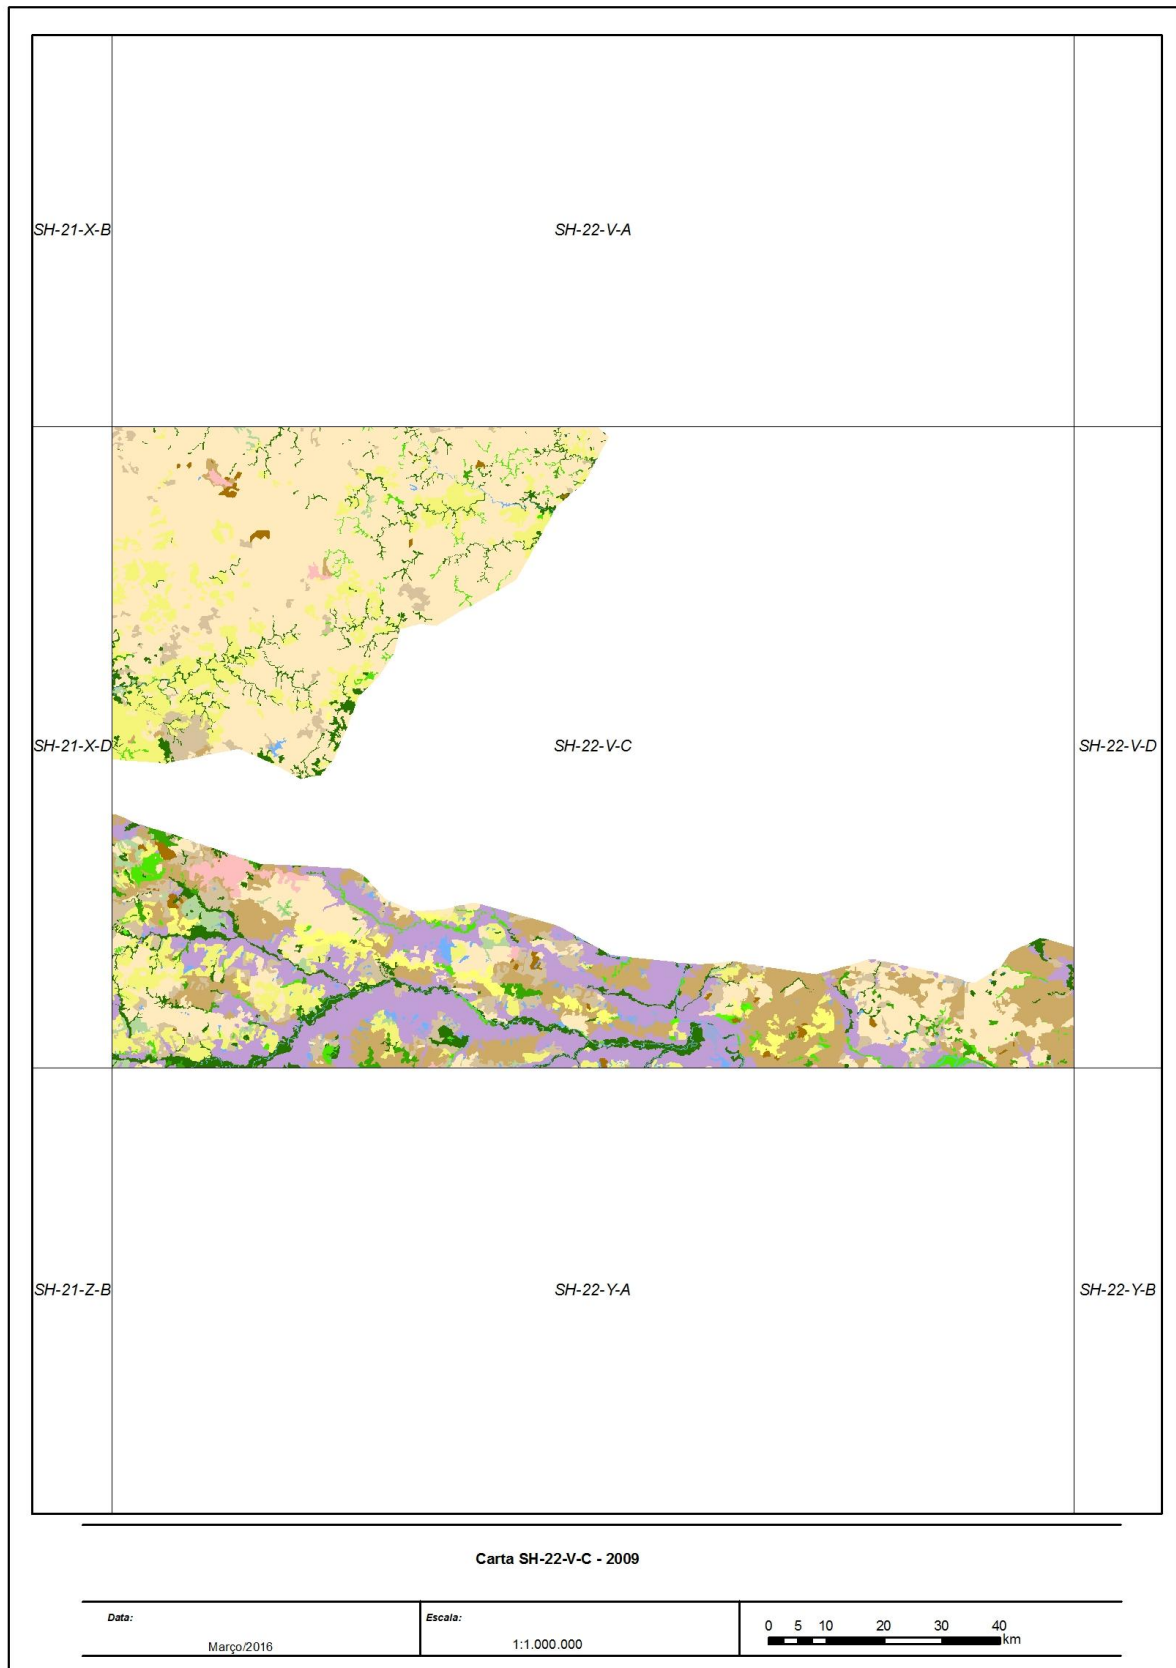 SH-21-X-B
SH-22-V-A
SH-21-X-D
SH-22-V-C
SH-22-V-D
SH-21-Z-B
SH-22-Y-A
SH-22-Y-B
Carta SH-22-V-C - 2009
Data:
Março/2016
Escala:
1:1.000.000
0 5 10 20 30 40
km